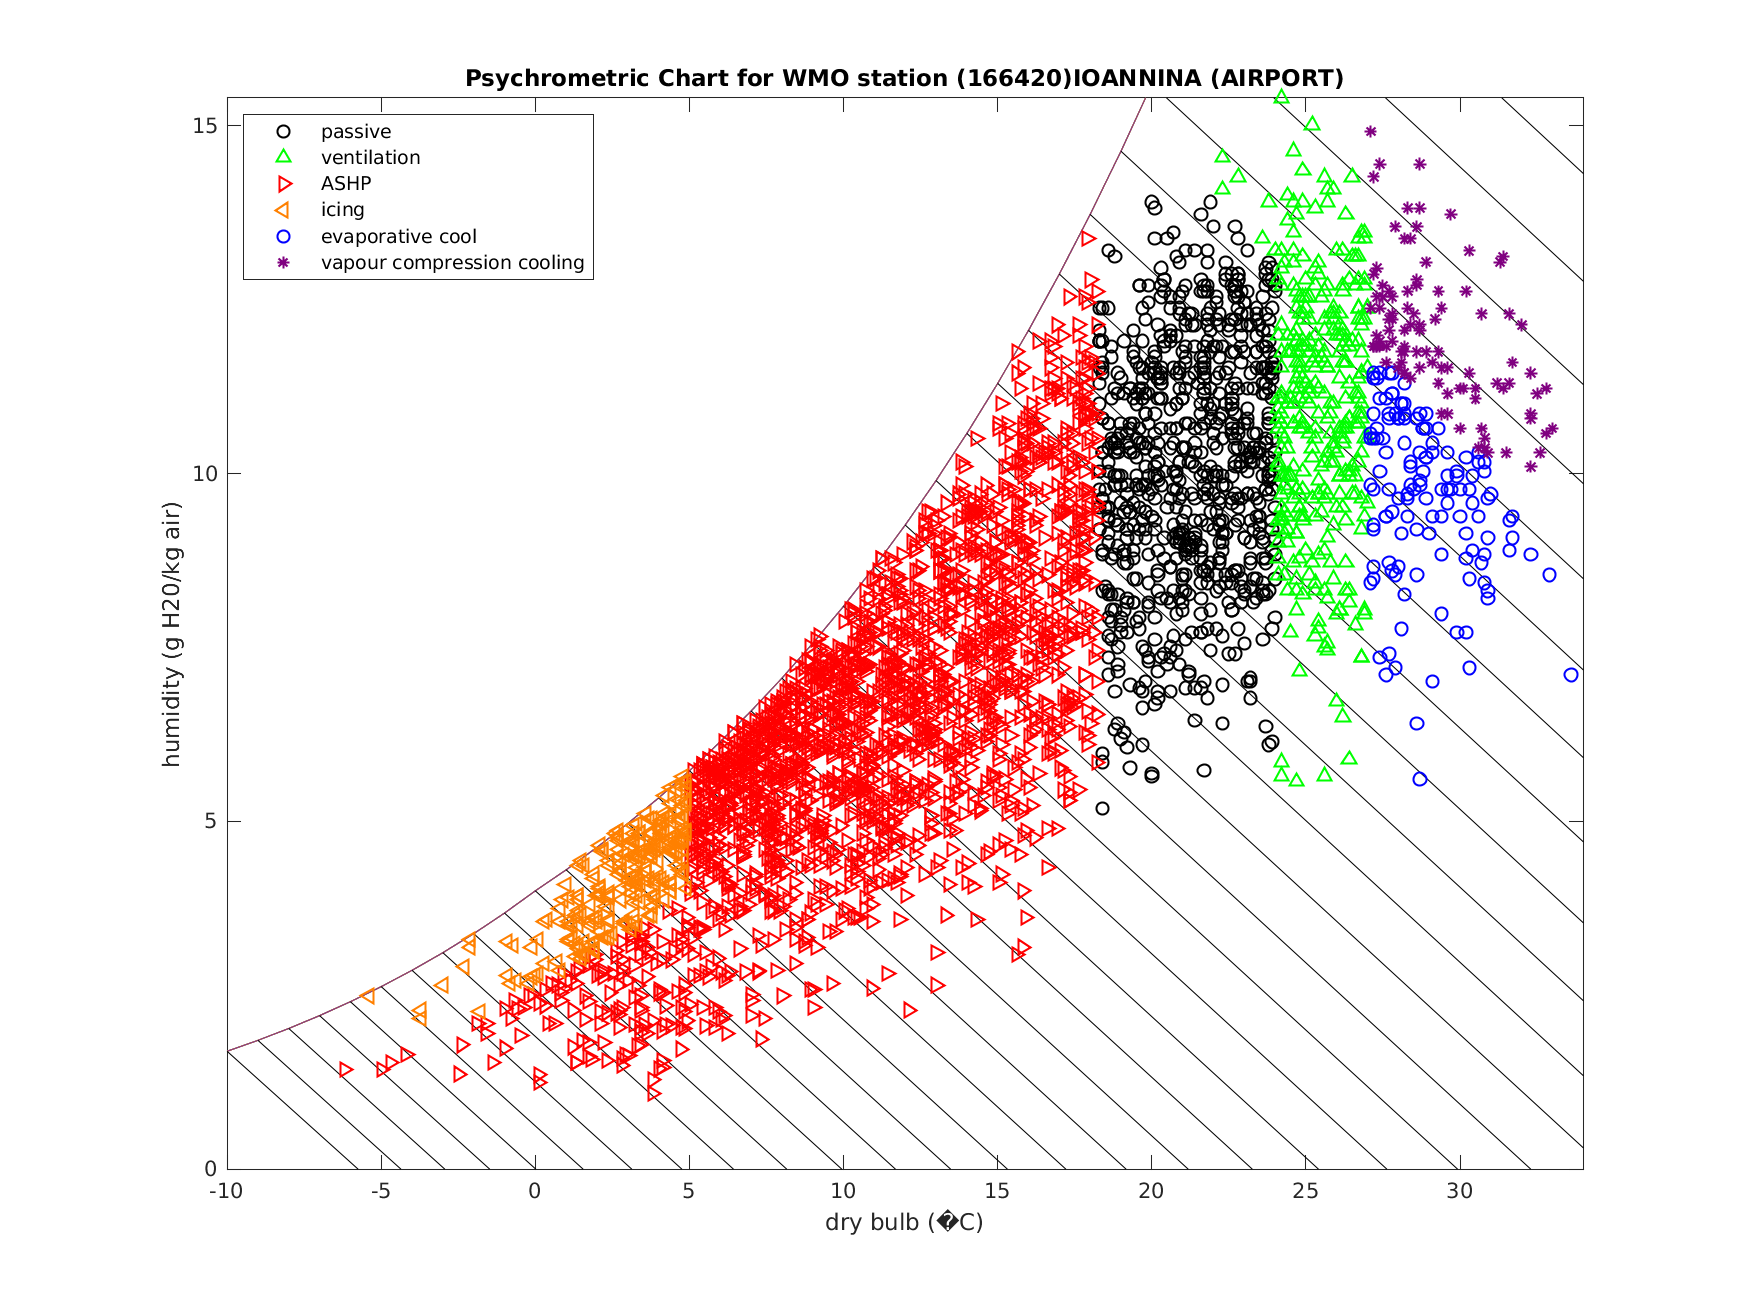 Psychrometric Chart for WMO station (166420)IOANNINA (AIRPORT)
passive
ventilation
ASHP
icing
evaporative cool
vapour compression cooling
15
10
5
0
humidity (g H20/kg air)
-10 -5 0 5 10 15 20 25 30
dry bulb (�C)